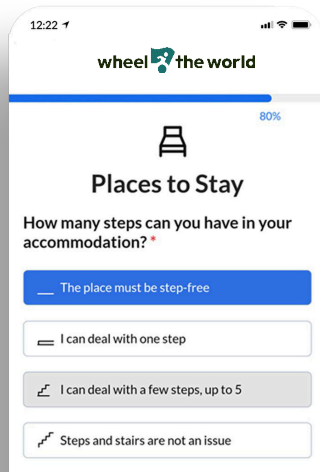 12:22
wheel the world
80%
Places to Stay
How many steps can you have in your
accommodation? *
The place must be step-free
I can deal with one step
I can deal with a few steps, up to 5
Steps and stairs are not an issue